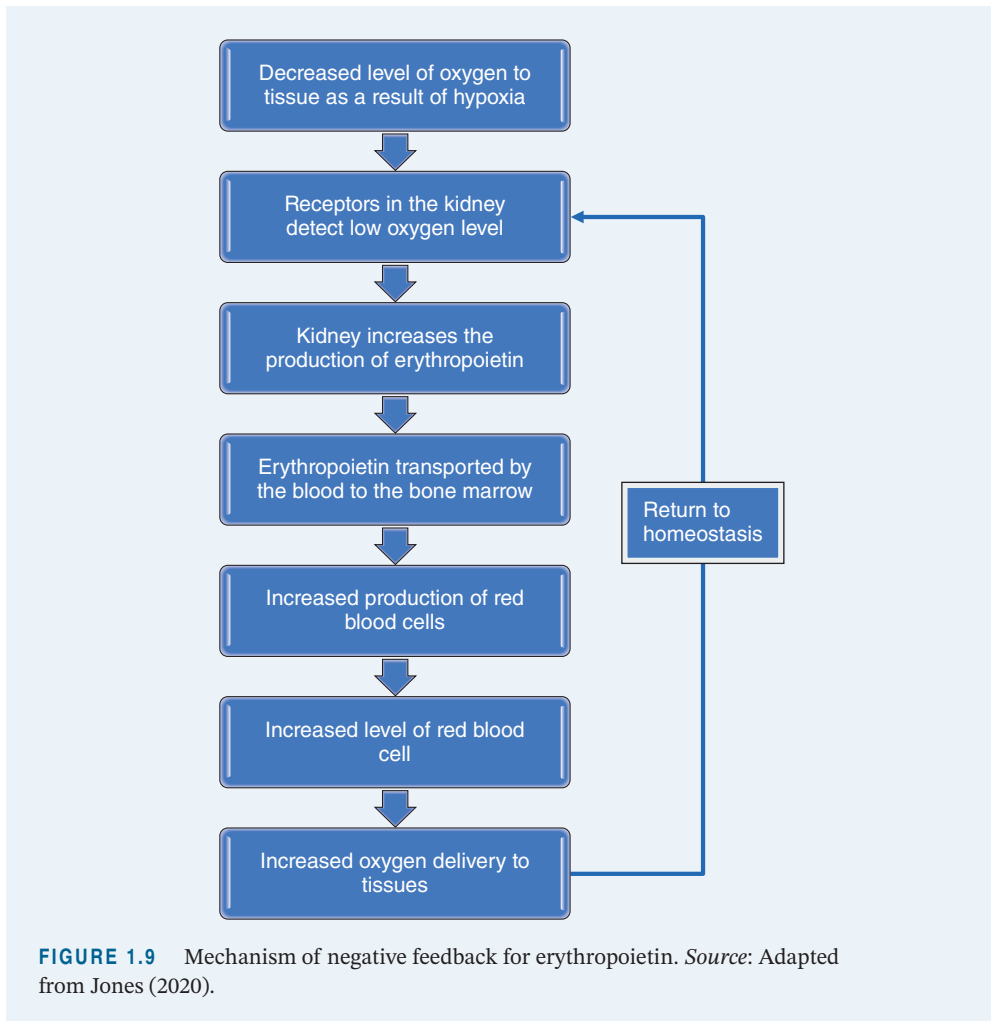 Decreased level of oxygen to
tissue as a result of hypoxia
Receptors in the kidney
detect low oxygen level
Kidney increases the
production of erythropoietin
Erythropoietin transported by
the blood to the bone marrow
Return to
homeostasis
Increased production of red
blood cells
Increased level of red blood
cell
Increased oxygen delivery to
tissues
FIGURE 1.9 Mechanism of negative feedback for erythropoietin. Source: Adapted
from Jones (2020).